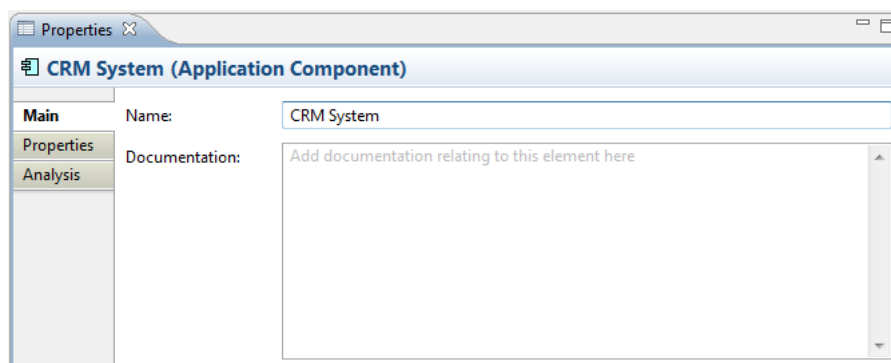 Properties
CRM System (Application Component)
Main
Name:
CRM System
Properties
Documentation:
Add documentation relating to this element here
Analysis